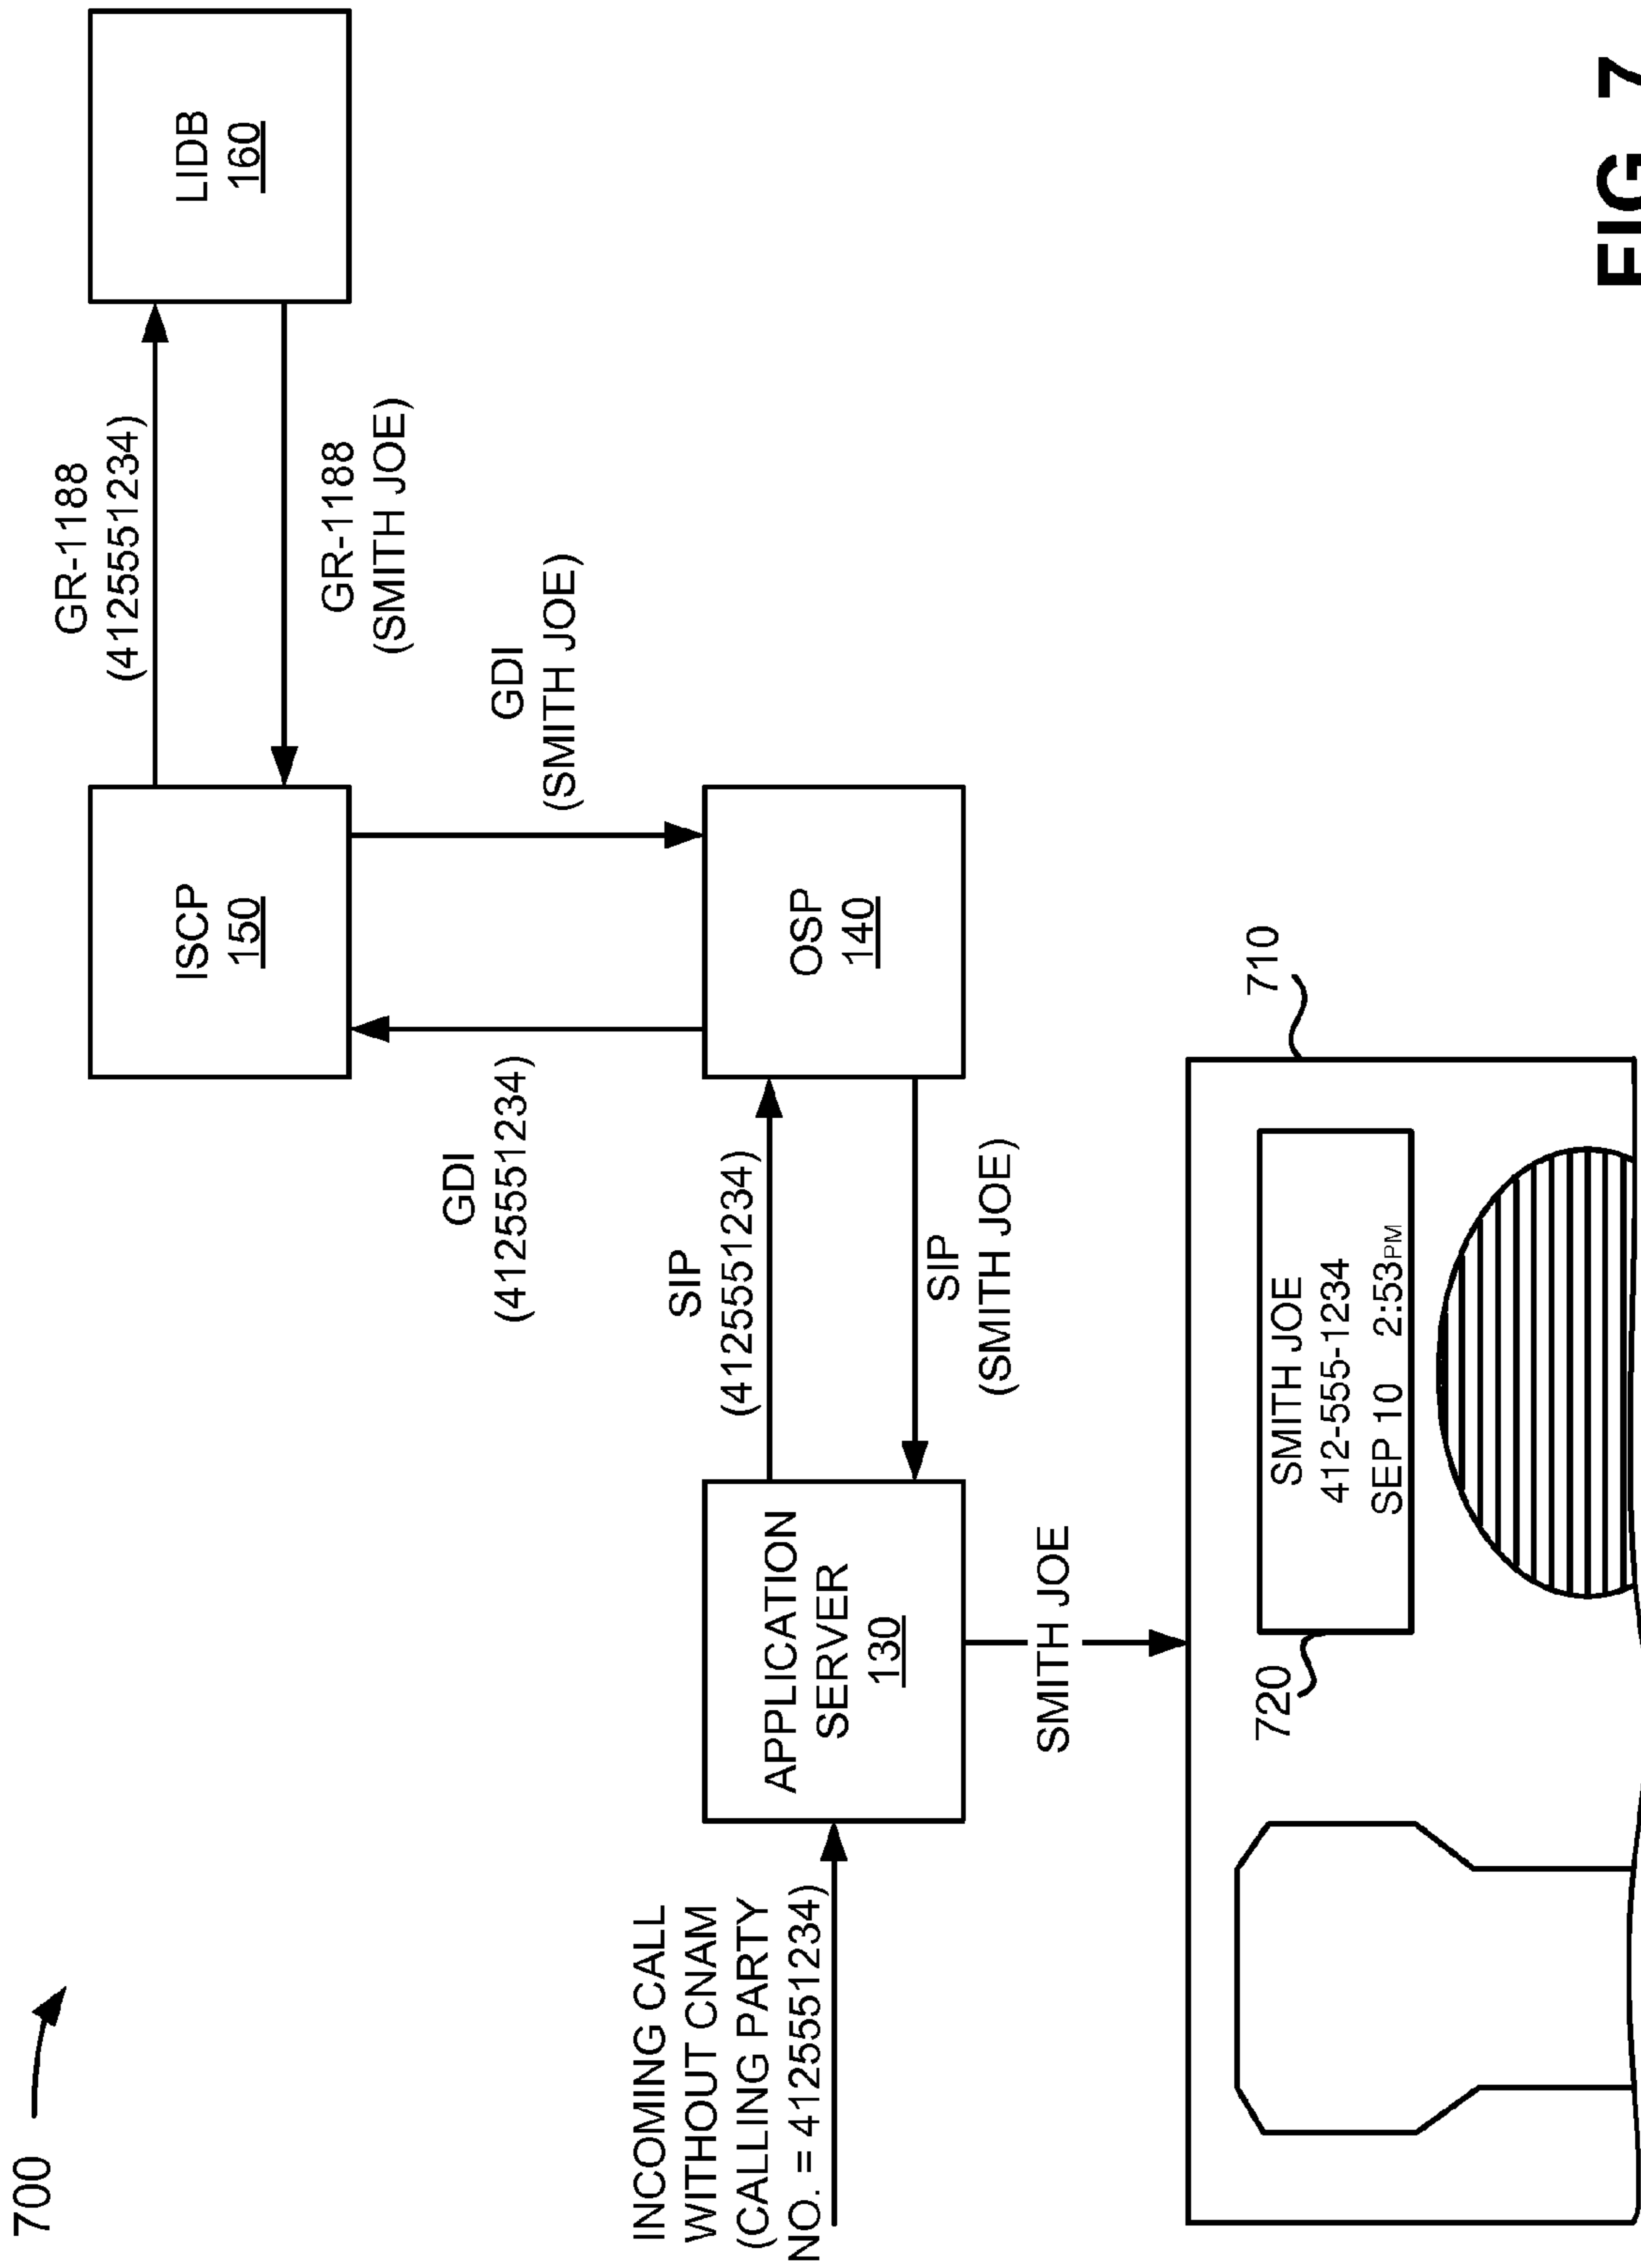 700
INCOMING CALL
WITHOUT CNAM
(CALLING PARTY
NO. = 4125551234)
APPLICATION
SERVER
130
SIP
(4125551234)
SIP
(SMITH JOE)
OSP
140
GDI
(4125551234)
GDI
(SMITH JOE)
ISCP
150
GR-1188
(4125551234)
GR-1188
(SMITH JOE)
LIDB
160
SMITH JOE
710
720
SMITH JOE
412-555-1234
SEP 10 2:53PM
FIG. 7